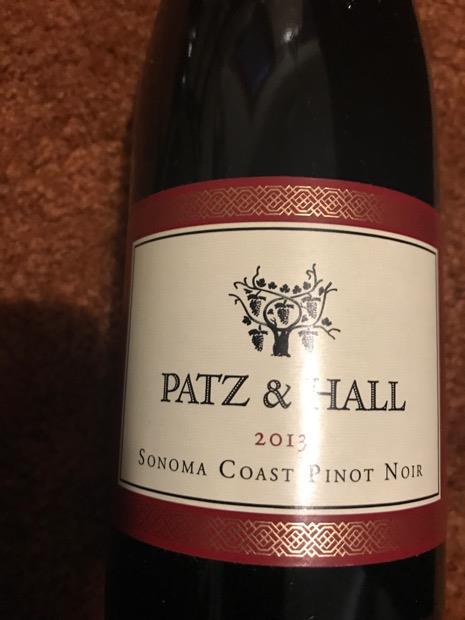 PATZ & HALL
2013
SONOMA COAST PINOT NOIR